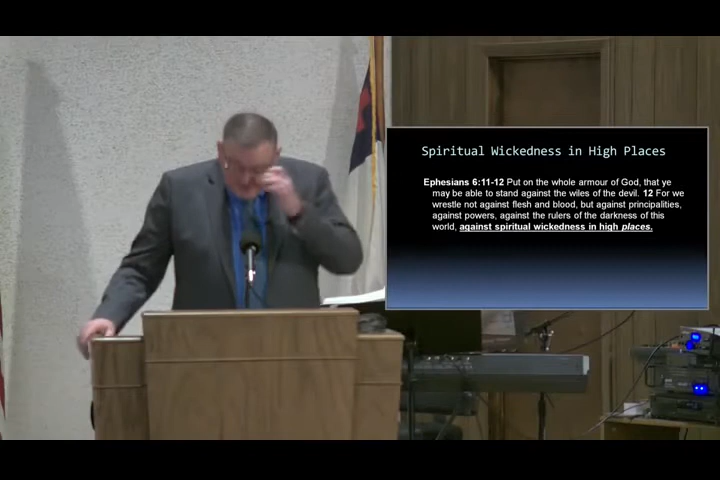 Spiritual Wickedness in High Places
Ephesians 6:11-12 Put on the whole armour of God, that ye
may be able to stand against the wiles of the devil. 12 For we
wrestle not against flesh and blood, but against principalities,
against powers, against the rulers of the darkness of this
world, against spiritual wickedness in high places.